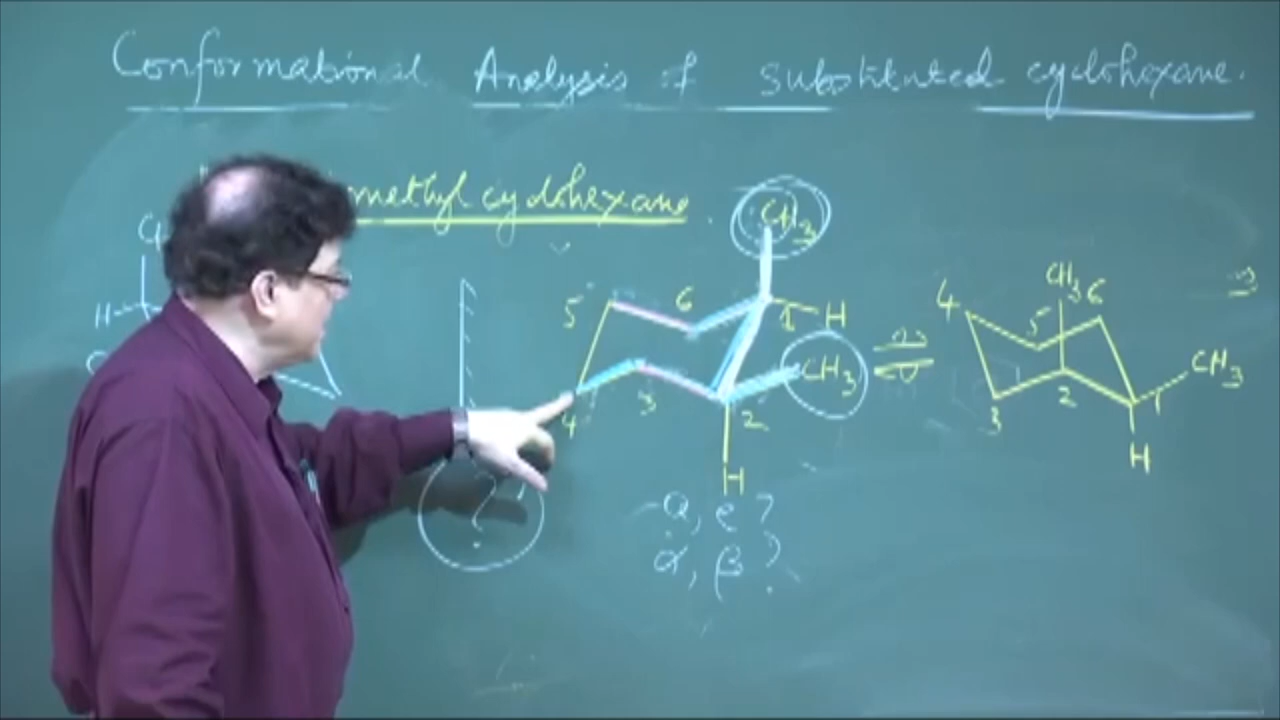 Conformational Analysis of Substituted cyclohexane.
methyl cyclohexane.
CH3
H
5
6
1
H
CH3
3
2
4
H
a, e ?
α, β ?
?
4
CH3
6
5
CH3
3
2
1
H